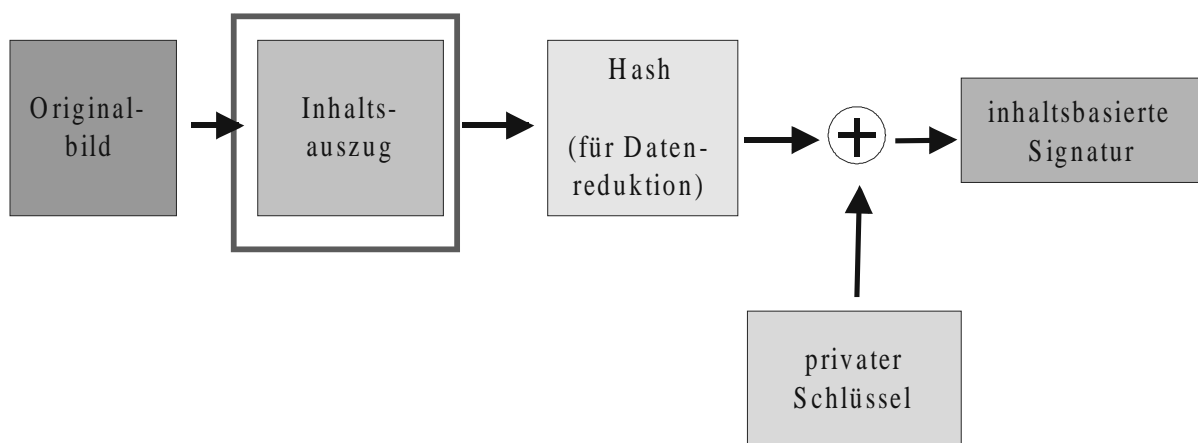 Original-
bild
Inhalts-
auszug
Hash
(für Daten-
reduktion)
inhaltsbasierte
Signatur
privater
Schlüssel